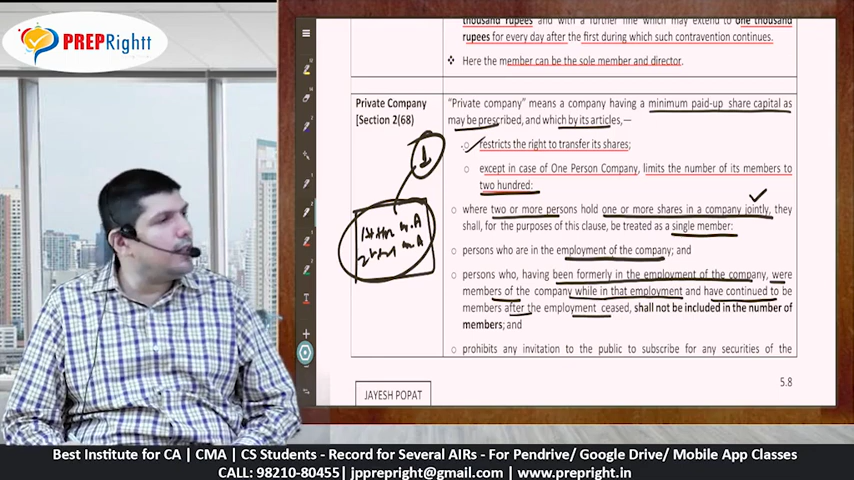 PREPRightt
thousand rupees and with a further fine which may extend to one thousand
rupees for every day after the first during which such contravention continues.
❖ Here the member can be the sole member and director.
Private Company
[Section 2(68)
"Private company" means a company having a minimum paid-up share capital as
may be prescribed, and which by its articles,—
o restricts the right to transfer its shares;
o except in case of One Person Company, limits the number of its members to
two hundred:
o where two or more persons hold one or more shares in a company jointly, they
shall, for the purposes of this clause, be treated as a single member:
o persons who are in the employment of the company; and
o persons who, having been formerly in the employment of the company, were
members of the company while in that employment and have continued to be
members after the employment ceased, shall not be included in the number of
members; and
o prohibits any invitation to the public to subscribe for any securities of the
1
5.8
JAYESH POPAT
Best Institute for CA | CMA | CS Students - Record for Several AIRs - For Pendrive/ Google Drive/ Mobile App Classes
CALL: 98210-80455| jpprepright@gmail.com | www.prepright.in